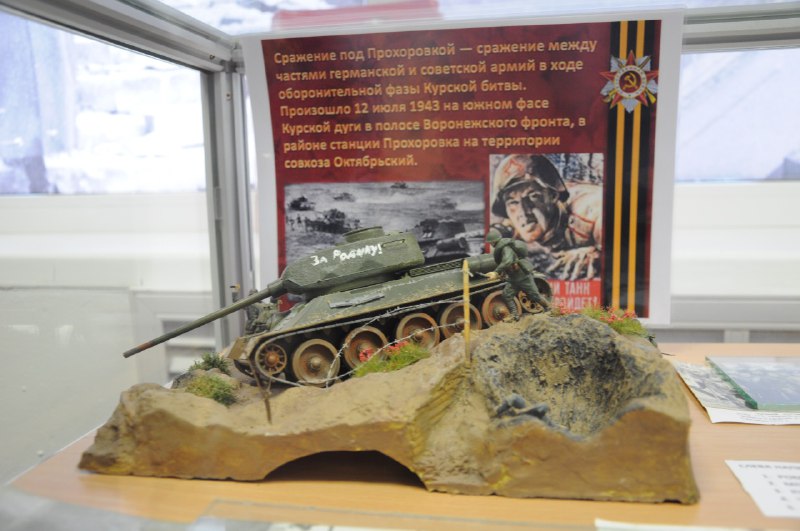 Сражение под Прохоровкой — сражение между
частями германской и советской армий в ходе
оборонительной фазы Курской битвы.
Произошло 12 июля 1943 на южном фасе
Курской дуги в полосе Воронежского фронта, в
районе станции Прохоровка на территории
совхоза Октябрьский.
За Родину!
ТАНК